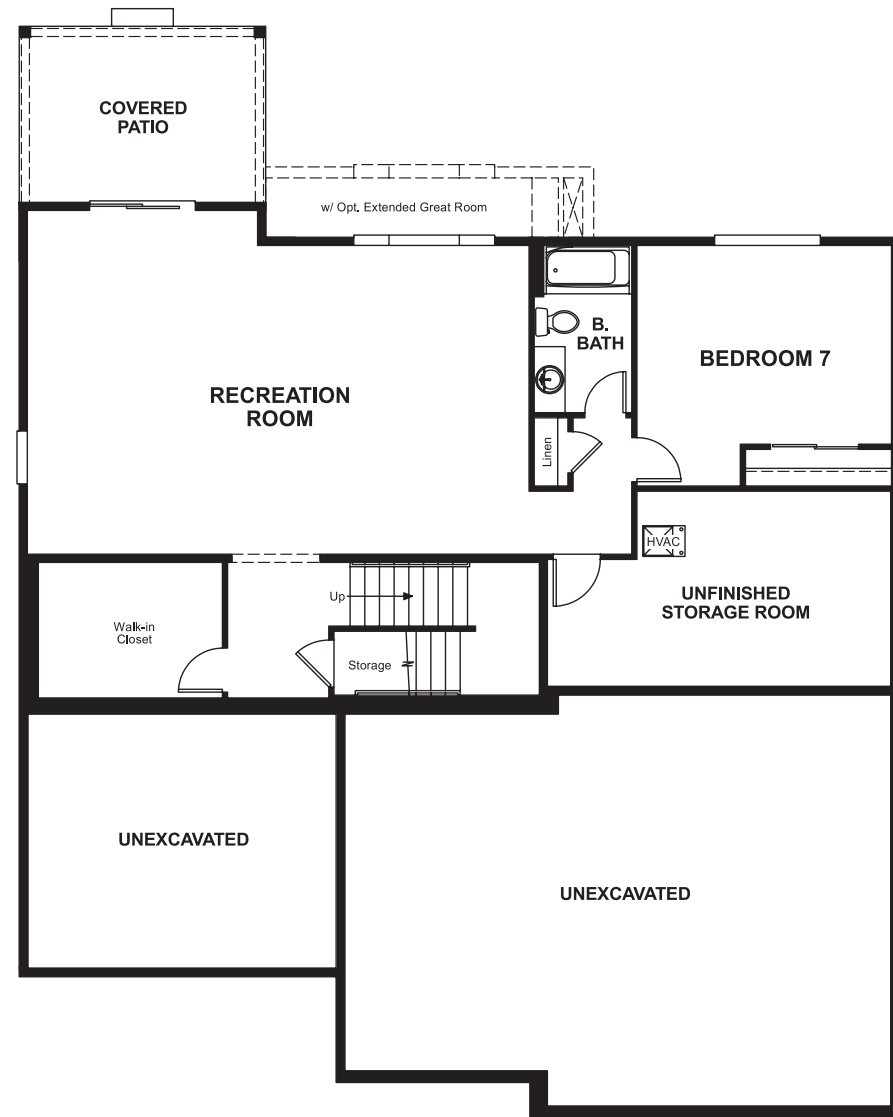 COVERED
PATIO
w/ Opt. Extended Great Room
B.
BATH
BEDROOM 7
RECREATION
ROOM
Linen
HVAC
UNFINISHED
STORAGE ROOM
Up
Walk-in
Closet
Storage
UNEXCAVATED
UNEXCAVATED